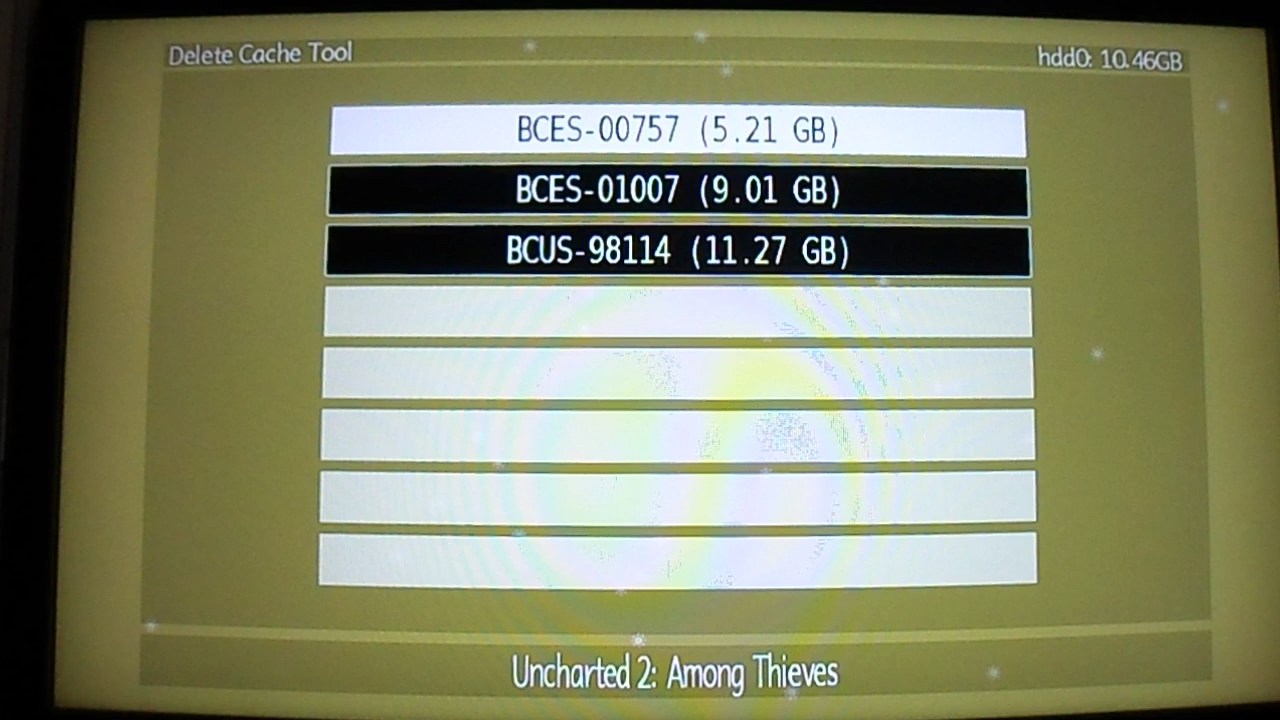 Delete Cache Tool
hdd0: 10.46GB
BCES-00757 (5.21 GB)
BCES-01007 (9.01 GB)
BCUS-98114 (11.27 GB)
Uncharted 2: Among Thieves